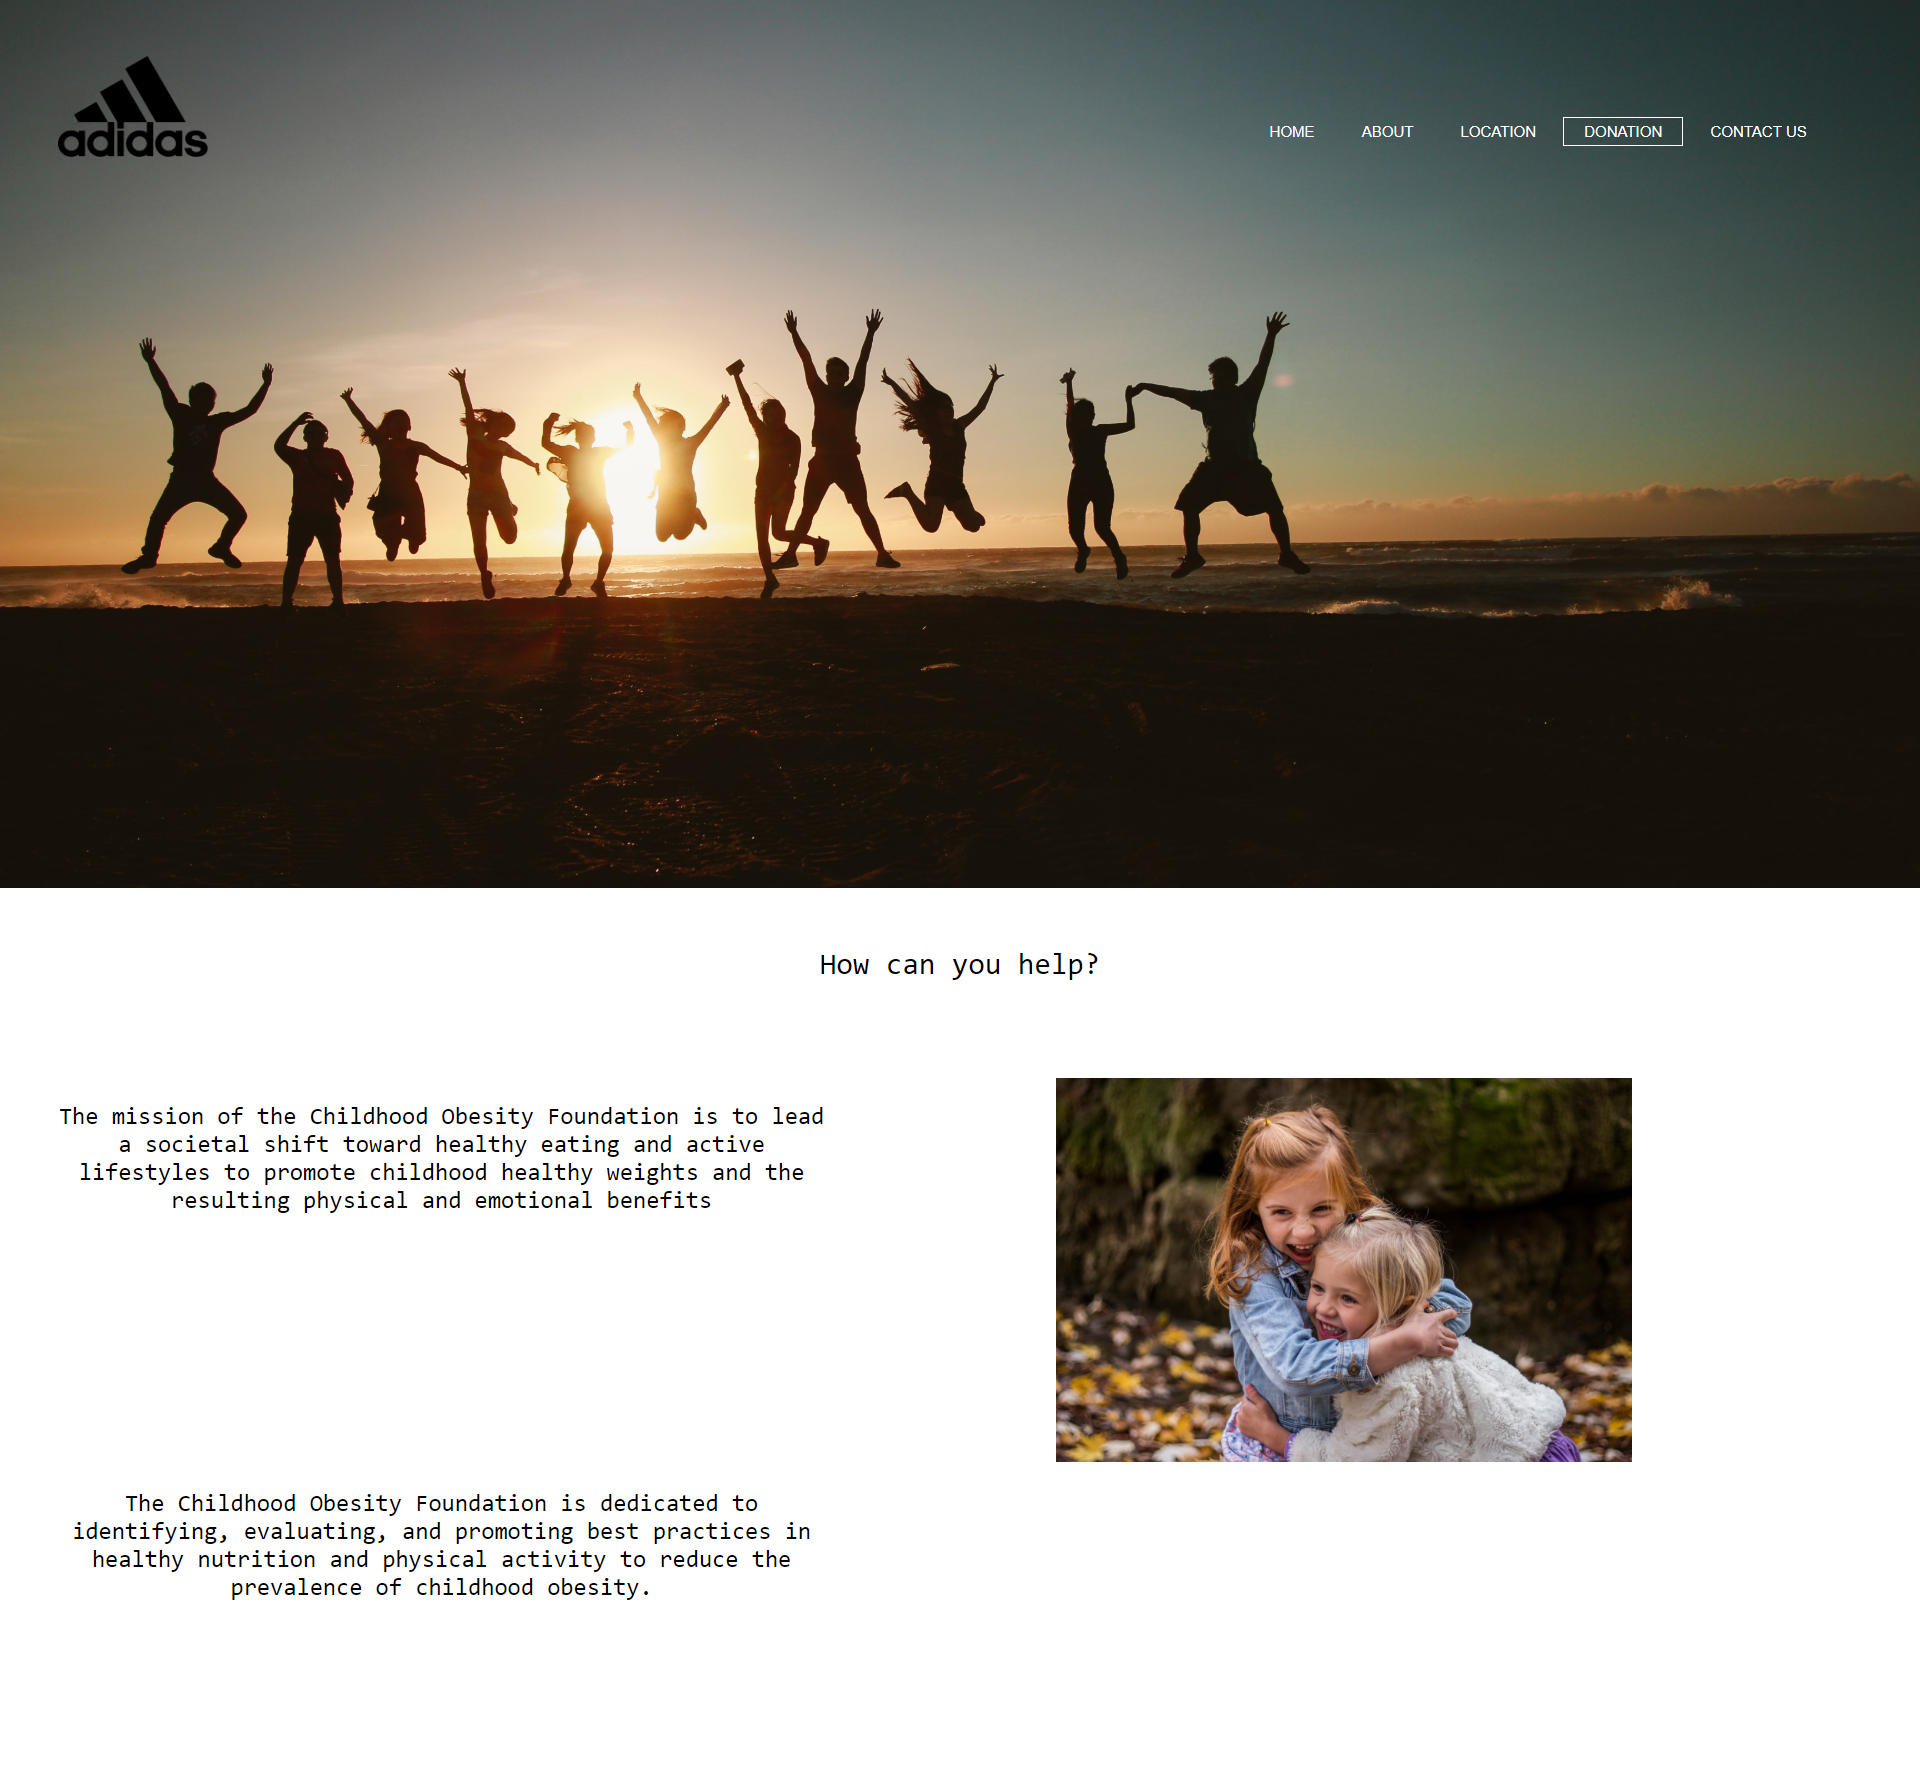 adidas
HOME ABOUT LOCATION DONATION CONTACT US
How can you help?
The mission of the Childhood Obesity Foundation is to lead
a societal shift toward healthy eating and active
lifestyles to promote childhood healthy weights and the
resulting physical and emotional benefits
The Childhood Obesity Foundation is dedicated to
identifying, evaluating, and promoting best practices in
healthy nutrition and physical activity to reduce the
prevalence of childhood obesity.